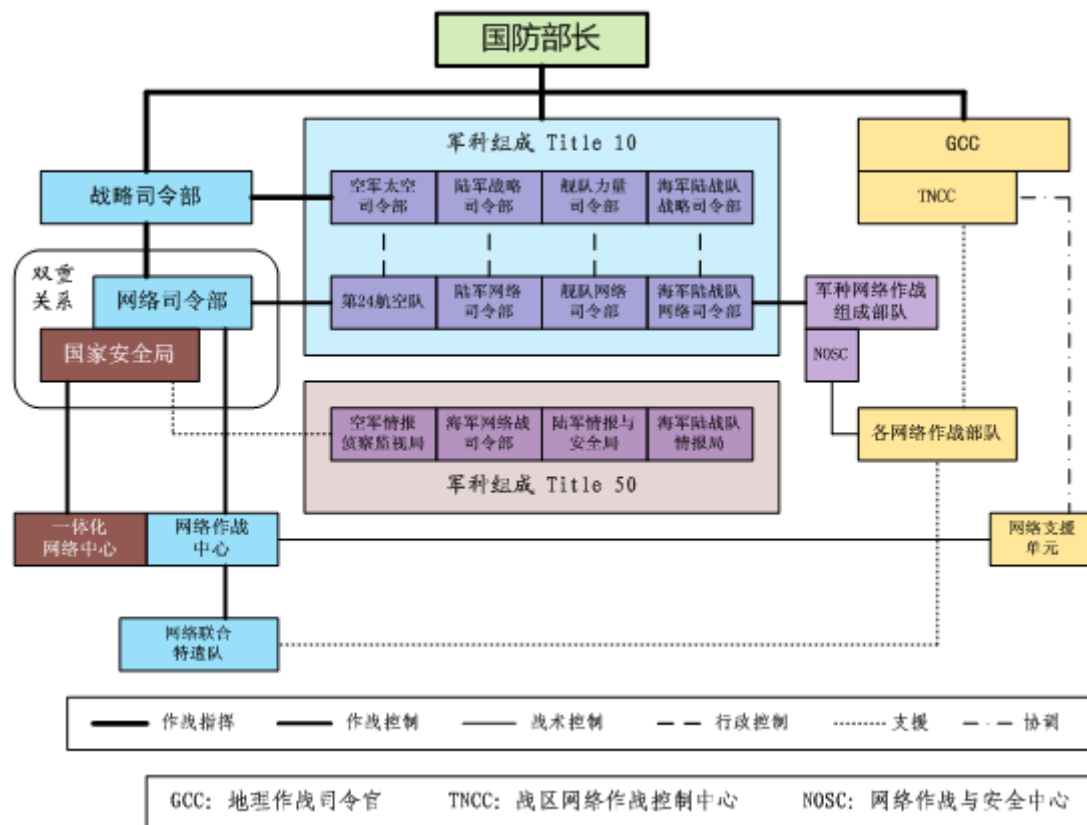 国防部长
军种组成 Title 10
GCC
战略司令部
空军太空
司令部
陆军战略
司令部
舰队力量
司令部
海军陆战队
战略司令部
TNCC
双重
关系
网络司令部
第24航空队
陆军网络
司令部
舰队网络
司令部
海军陆战队
网络司令部
军种网络作战
组成部队
国家安全局
NOSC
空军情报
侦察监视局
海军网络战
司令部
陆军情报与
安全局
海军陆战队
情报局
各网络作战部队
军种组成 Title 50
一体化
网络中心
网络作战
中心
网络支援
单元
网络联合
特遣队
作战指挥
作战控制
战术控制
行政控制
支援
协调
GCC: 地理作战司令官
TNCC: 战区网络作战控制中心
NOSC: 网络作战与安全中心